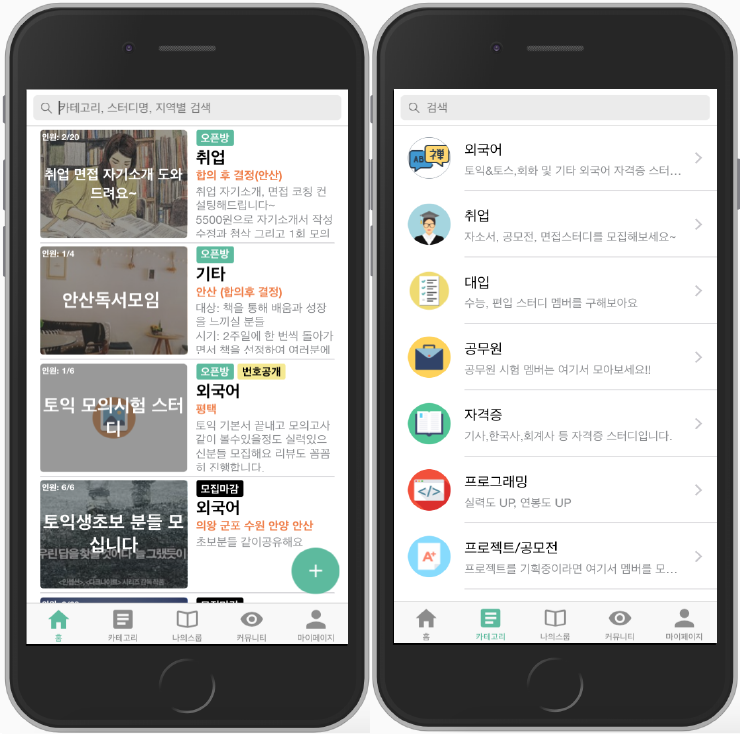 카테고리, 스터디명, 지역별 검색
인원: 2/20
취업 면접 자기소개 도와
드려요~
오픈방
취업
합의 후 결정(안산)
취업 자기소개, 면접 코칭 컨
설팅해드립니다~
5500원으로 자기소개서 작성
수정과 첨삭 그리고 1회 모의
인원: 1/4
안산독서모임
오픈방
기타
안산 (합의후 결정)
대상: 책을 통해 배움과 성장
을 느끼실 분들
시기: 2주일에 한 번씩 돌아가
면서 책을 선정하여 여러분에
인원: 1/6
토익 모의시험 스터
디
오픈방 번호공개
외국어
평택
토익 기본서 끝내고 모의고사
같이 볼수있을정도 실력있으
신분들 모집해요 리뷰도 꼼꼼
히 진행합니다.
인원: 6/6
토익생초보 분들 모
십니다
모집마감
외국어
의왕 군포 수원 안양 안산
초보분들 같이공유해요
+
홈
카테고리
나의스룹
커뮤니티
마이페이지
검색
외국어
토익&토스,회화 및 기타 외국어 자격증 스터...
취업
자소서, 공모전, 면접스터디를 모집해보세요~
대입
수능, 편입 스터디 멤버를 구해보아요
공무원
공무원 시험 멤버는 여기서 모아보세요!!
자격증
기사,한국사,회계사 등 자격증 스터디입니다.
</>
프로그래밍
실력도 UP, 연봉도 UP
A+
프로젝트/공모전
프로젝트를 기획중이라면 여기서 멤버를 모...
홈
카테고리
나의스룹
커뮤니티
마이페이지